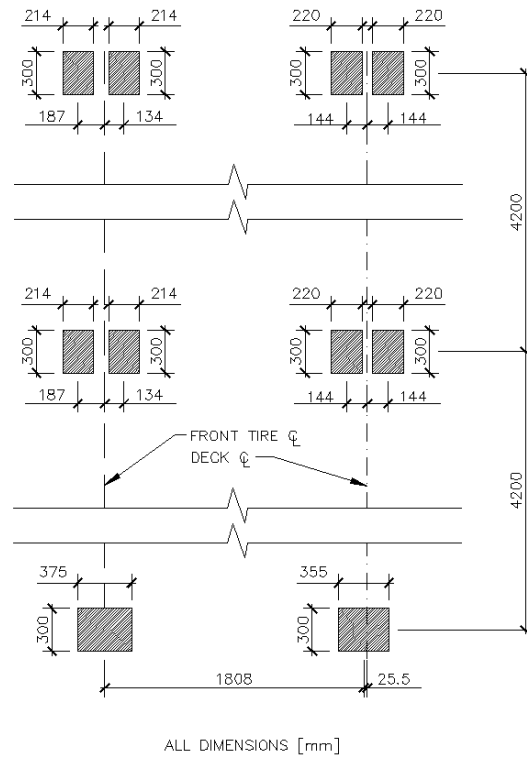 214 214 220 220
300 300 300 300
187 134 144 144
4200
214 214 220 220
300 300 300 300
187 134 144 144
FRONT TIRE ℄
DECK ℄
4200
375 355
300 300
1808 25.5
ALL DIMENSIONS [mm]